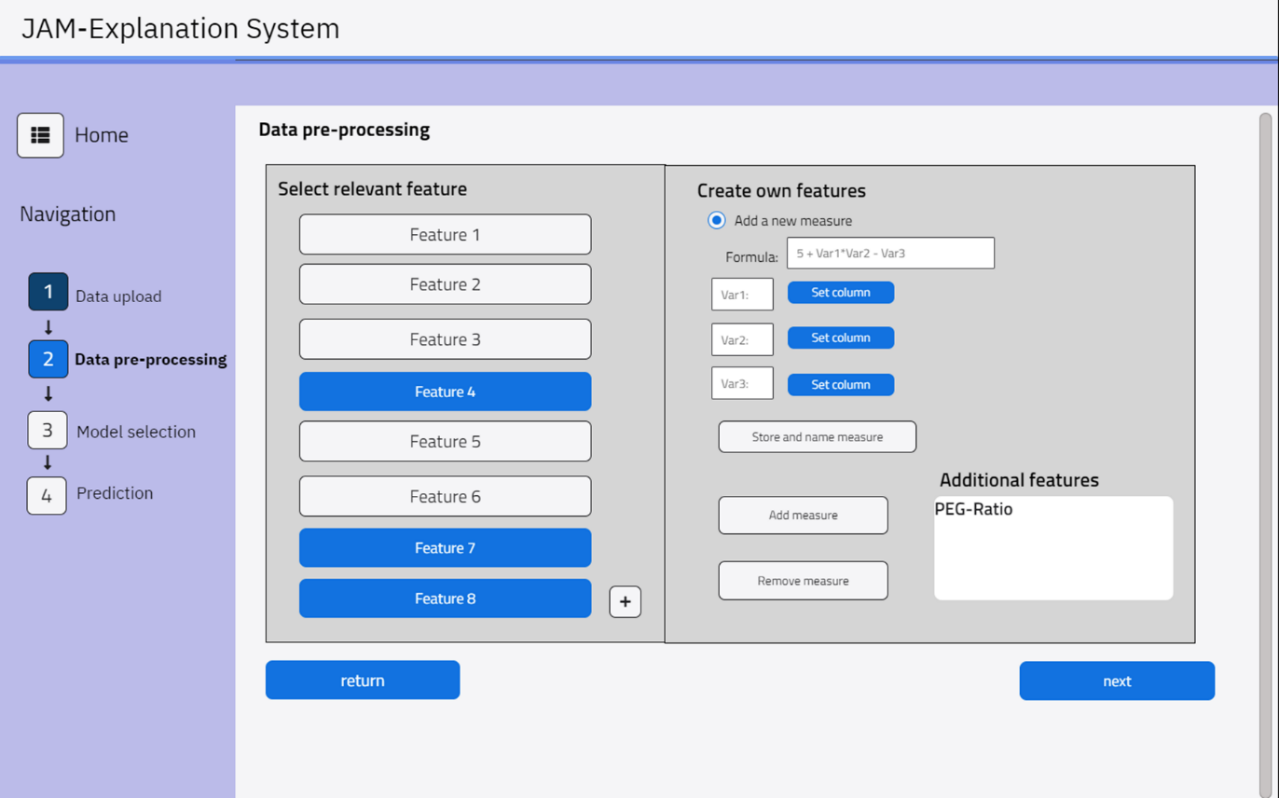 JAM-Explanation System
Home
Navigation
1 Data upload
2 Data pre-processing
3 Model selection
4 Prediction
Data pre-processing
Select relevant feature
Feature 1
Feature 2
Feature 3
Feature 4
Feature 5
Feature 6
Feature 7
Feature 8
+
Create own features
Add a new measure
Formula: 5 + Var1*Var2 - Var3
Var1: Set column
Var2: Set column
Var3: Set column
Store and name measure
Add measure
Remove measure
Additional features
PEG-Ratio
return
next